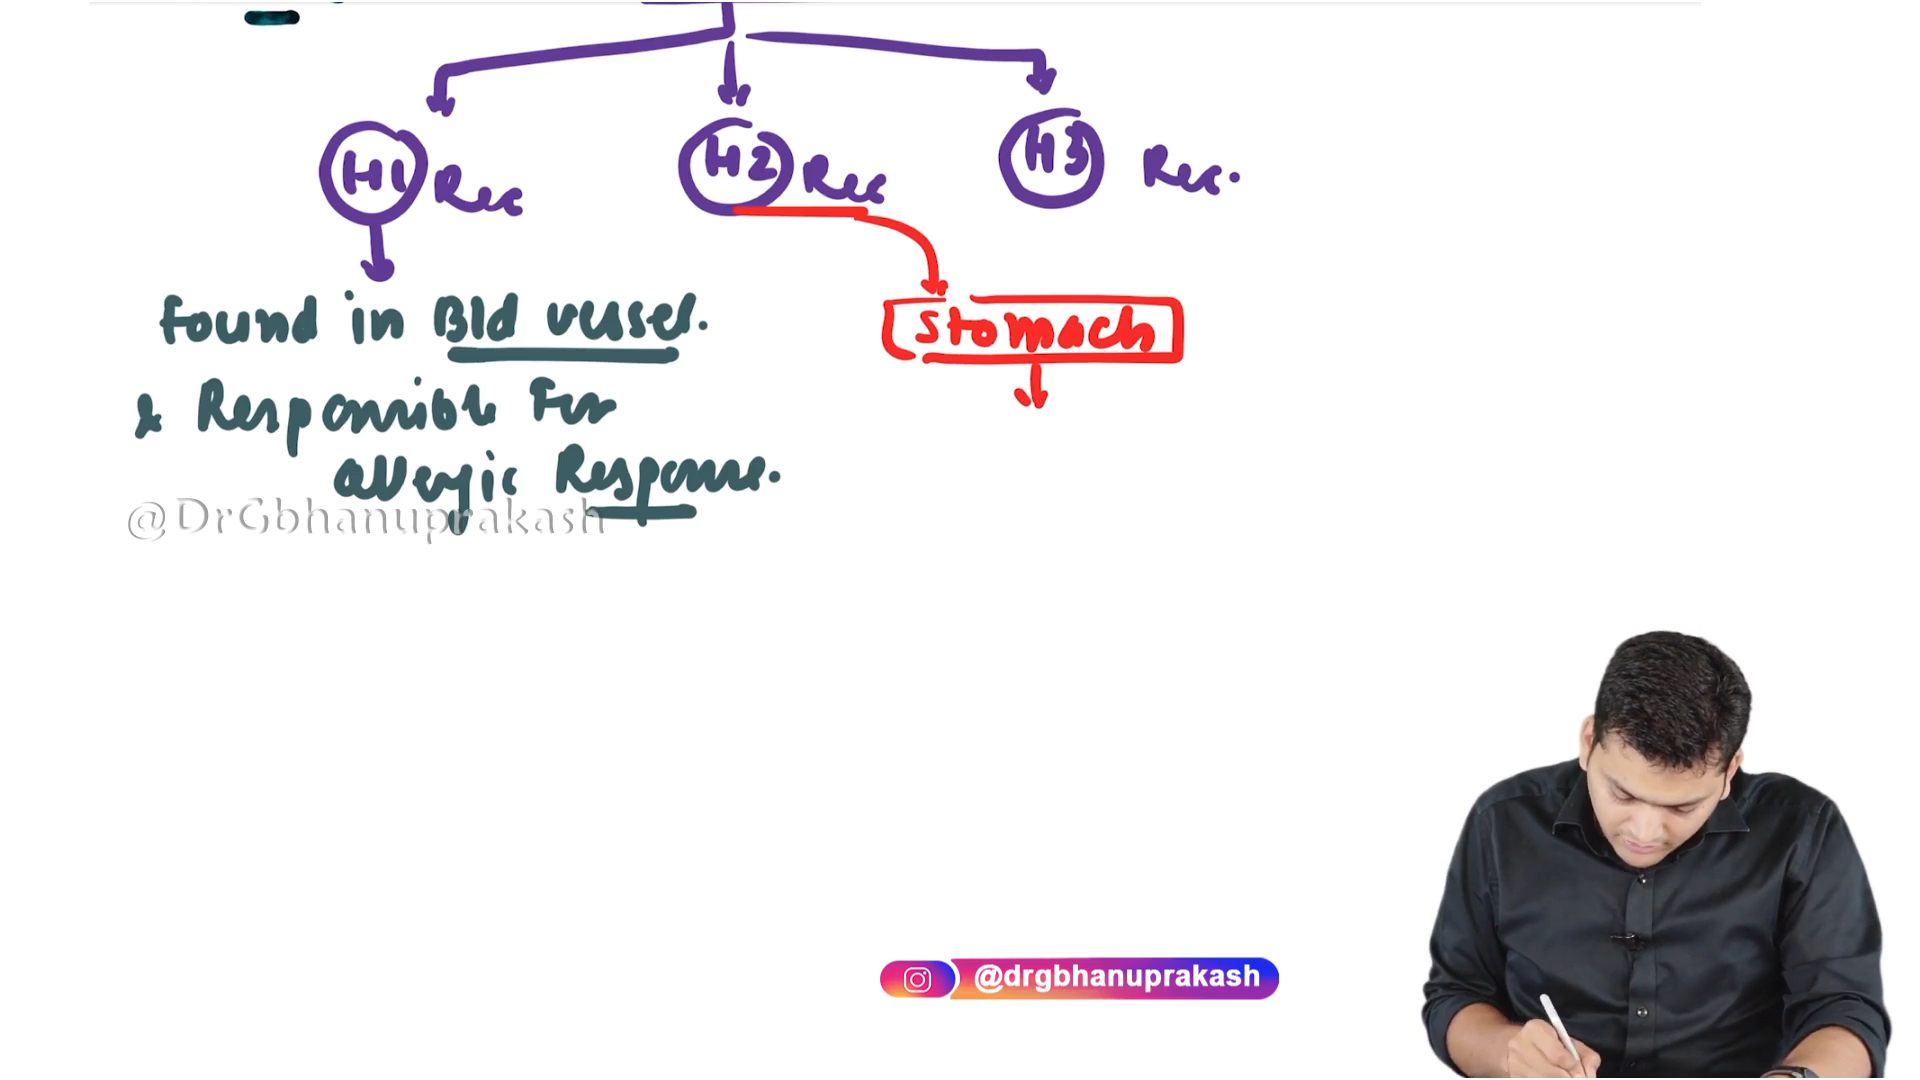 H1 Rec
H2 Rec
H3 Rec.
Found in Bld vessel.
stomach
& Responsible For
allergic Response.
@DrGbhanuprakash
@drgbhanuprakash